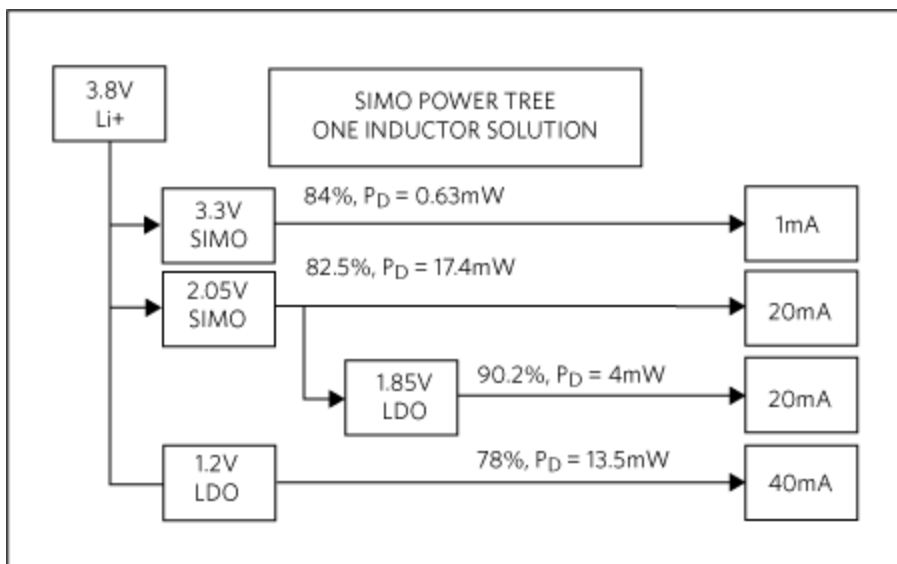 3.8V
Li+
SIMO POWER TREE
ONE INDUCTOR SOLUTION
84%, PD = 0.63mW
3.3V
SIMO
1mA
82.5%, PD = 17.4mW
2.05V
SIMO
20mA
90.2%, PD = 4mW
1.85V
LDO
20mA
78%, PD = 13.5mW
1.2V
LDO
40mA